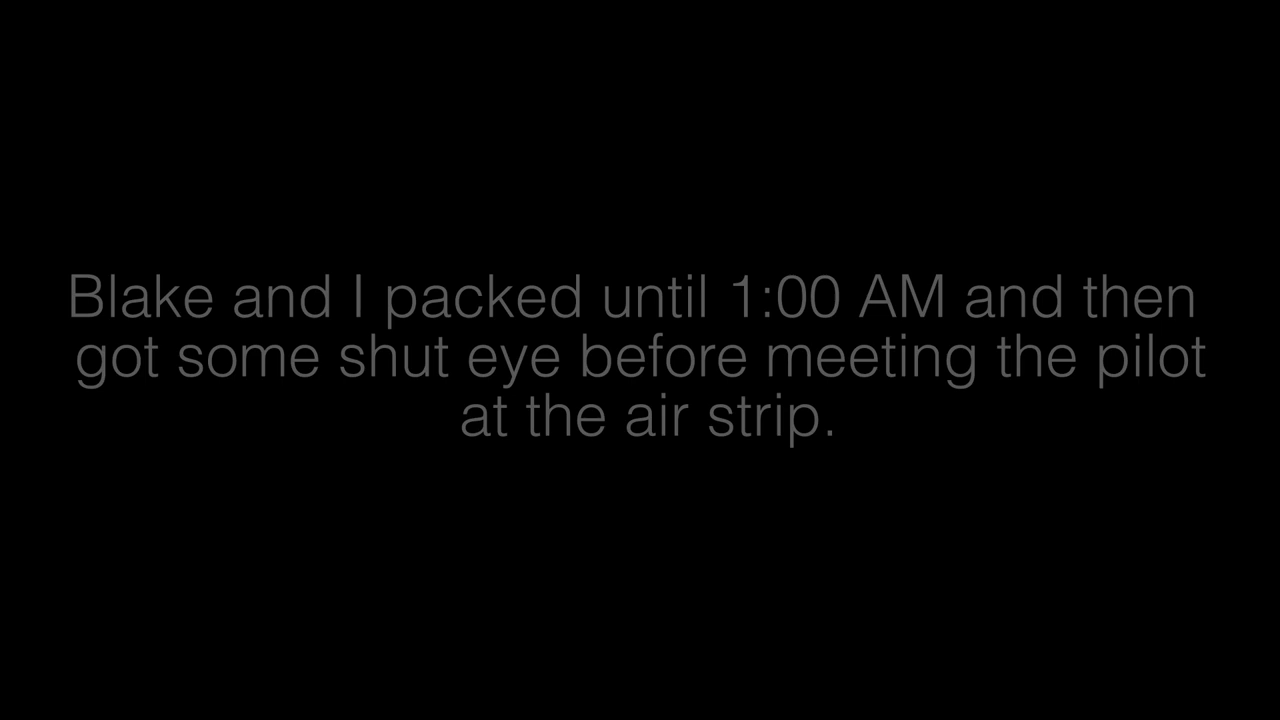 Blake and I packed until 1:00 AM and then
got some shut eye before meeting the pilot
at the air strip.